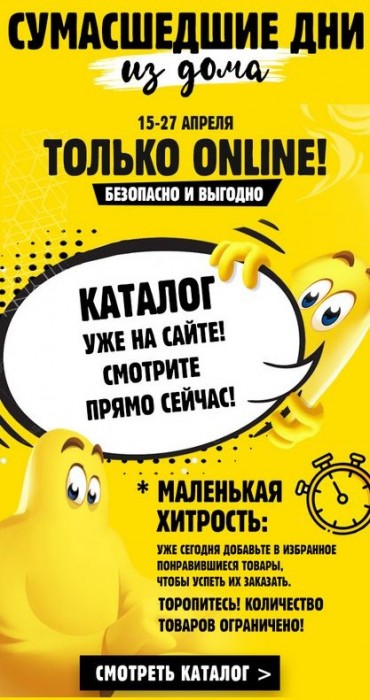 СУМАСШЕДШИЕ ДНИ
из дома
15-27 АПРЕЛЯ
ТОЛЬКО ONLINE!
БЕЗОПАСНО И ВЫГОДНО
КАТАЛОГ
УЖЕ НА САЙТЕ!
СМОТРИТЕ
ПРЯМО СЕЙЧАС!
* МАЛЕНЬКАЯ
ХИТРОСТЬ:
УЖЕ СЕГОДНЯ ДОБАВЬТЕ В ИЗБРАННОЕ
ПОНРАВИВШИЕСЯ ТОВАРЫ,
ЧТОБЫ УСПЕТЬ ИХ ЗАКАЗАТЬ.
ТОРОПИТЕСЬ! КОЛИЧЕСТВО
ТОВАРОВ ОГРАНИЧЕНО!
СМОТРЕТЬ КАТАЛОГ >